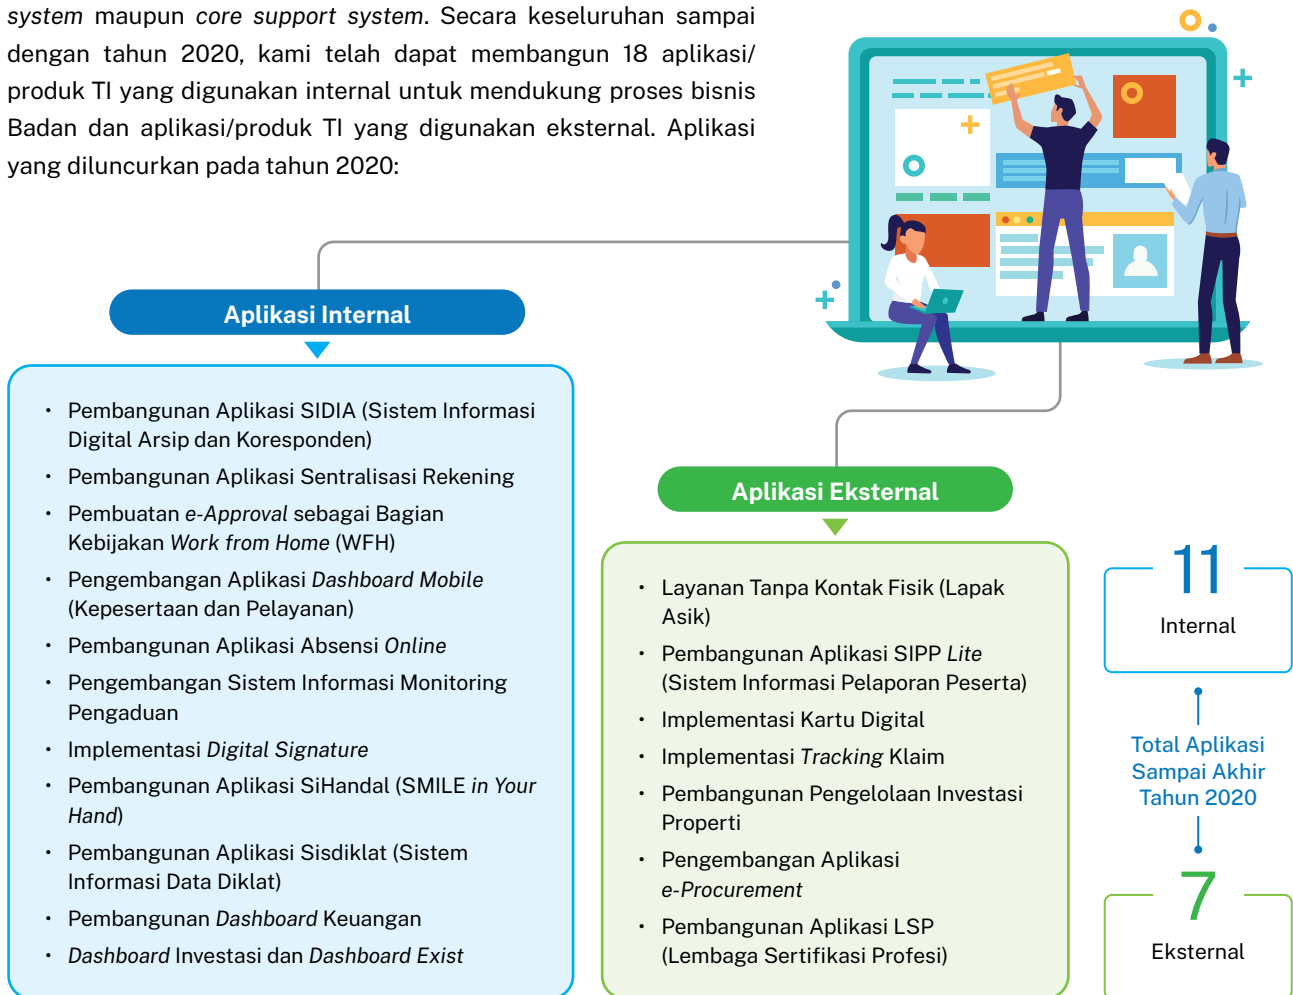 system maupun core support system. Secara keseluruhan sampai
dengan tahun 2020, kami telah dapat membangun 18 aplikasi/
produk TI yang digunakan internal untuk mendukung proses bisnis
Badan dan aplikasi/produk TI yang digunakan eksternal. Aplikasi
yang diluncurkan pada tahun 2020:
Aplikasi Internal
• Pembangunan Aplikasi SIDIA (Sistem Informasi
Digital Arsip dan Koresponden)
• Pembangunan Aplikasi Sentralisasi Rekening
• Pembuatan e-Approval sebagai Bagian
Kebijakan Work from Home (WFH)
• Pengembangan Aplikasi Dashboard Mobile
(Kepesertaan dan Pelayanan)
• Pembangunan Aplikasi Absensi Online
• Pengembangan Sistem Informasi Monitoring
Pengaduan
• Implementasi Digital Signature
• Pembangunan Aplikasi SiHandal (SMILE in Your
Hand)
• Pembangunan Aplikasi Sisdiklat (Sistem
Informasi Data Diklat)
• Pembangunan Dashboard Keuangan
• Dashboard Investasi dan Dashboard Exist
Aplikasi Eksternal
• Layanan Tanpa Kontak Fisik (Lapak
Asik)
• Pembangunan Aplikasi SIPP Lite
(Sistem Informasi Pelaporan Peserta)
• Implementasi Kartu Digital
• Implementasi Tracking Klaim
• Pembangunan Pengelolaan Investasi
Properti
• Pengembangan Aplikasi
e-Procurement
• Pembangunan Aplikasi LSP
(Lembaga Sertifikasi Profesi)
11
Internal
Total Aplikasi
Sampai Akhir
Tahun 2020
7
Eksternal